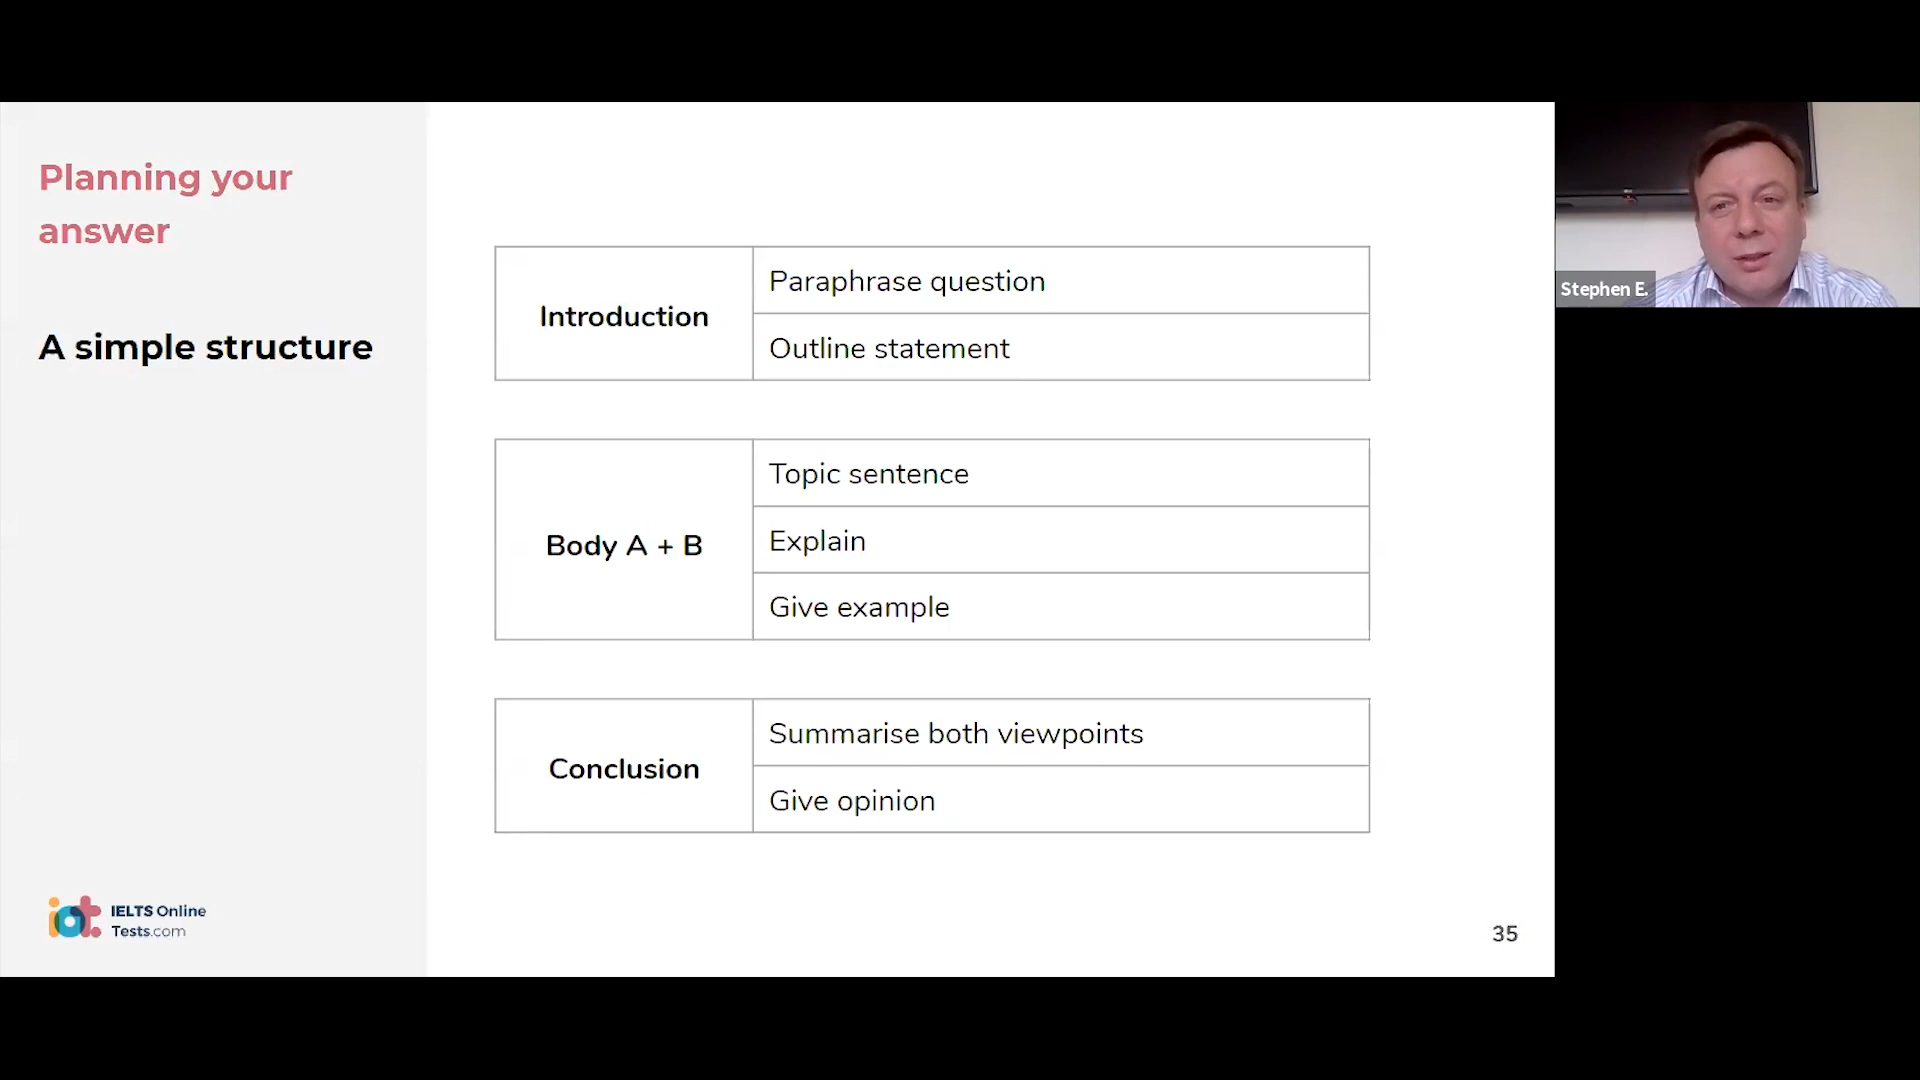 Planning your
answer
A simple structure
Introduction
Paraphrase question
Outline statement
Body A + B
Topic sentence
Explain
Give example
Conclusion
Summarise both viewpoints
Give opinion
iot
IELTS Online
Tests.com
35
Stephen E.